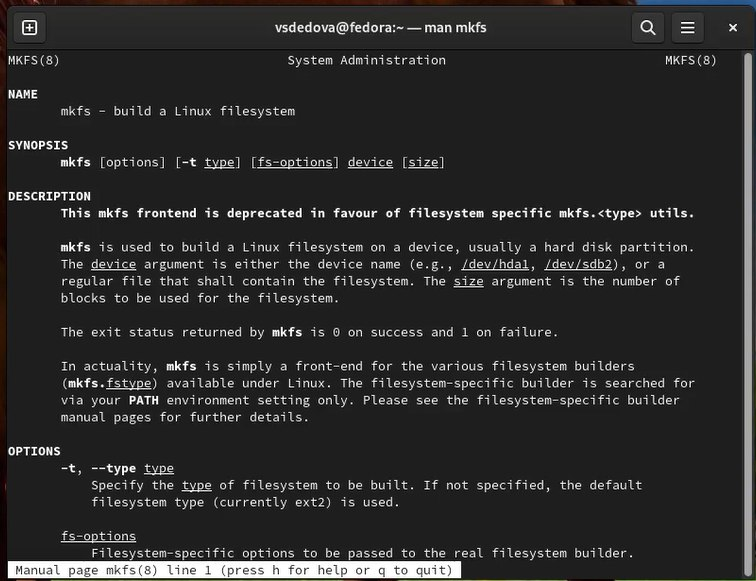 vsdedova@fedora:~ — man mkfs
MKFS(8) System Administration MKFS(8)
NAME
mkfs - build a Linux filesystem
SYNOPSIS
mkfs [options] [-t type] [fs-options] device [size]
DESCRIPTION
This mkfs frontend is deprecated in favour of filesystem specific mkfs.<type> utils.
mkfs is used to build a Linux filesystem on a device, usually a hard disk partition.
The device argument is either the device name (e.g., /dev/hda1, /dev/sdb2), or a
regular file that shall contain the filesystem. The size argument is the number of
blocks to be used for the filesystem.
The exit status returned by mkfs is 0 on success and 1 on failure.
In actuality, mkfs is simply a front-end for the various filesystem builders
(mkfs.fstype) available under Linux. The filesystem-specific builder is searched for
via your PATH environment setting only. Please see the filesystem-specific builder
manual pages for further details.
OPTIONS
-t, --type type
Specify the type of filesystem to be built. If not specified, the default
filesystem type (currently ext2) is used.
fs-options
Filesystem-specific options to be passed to the real filesystem builder.
Manual page mkfs(8) line 1 (press h for help or q to quit)